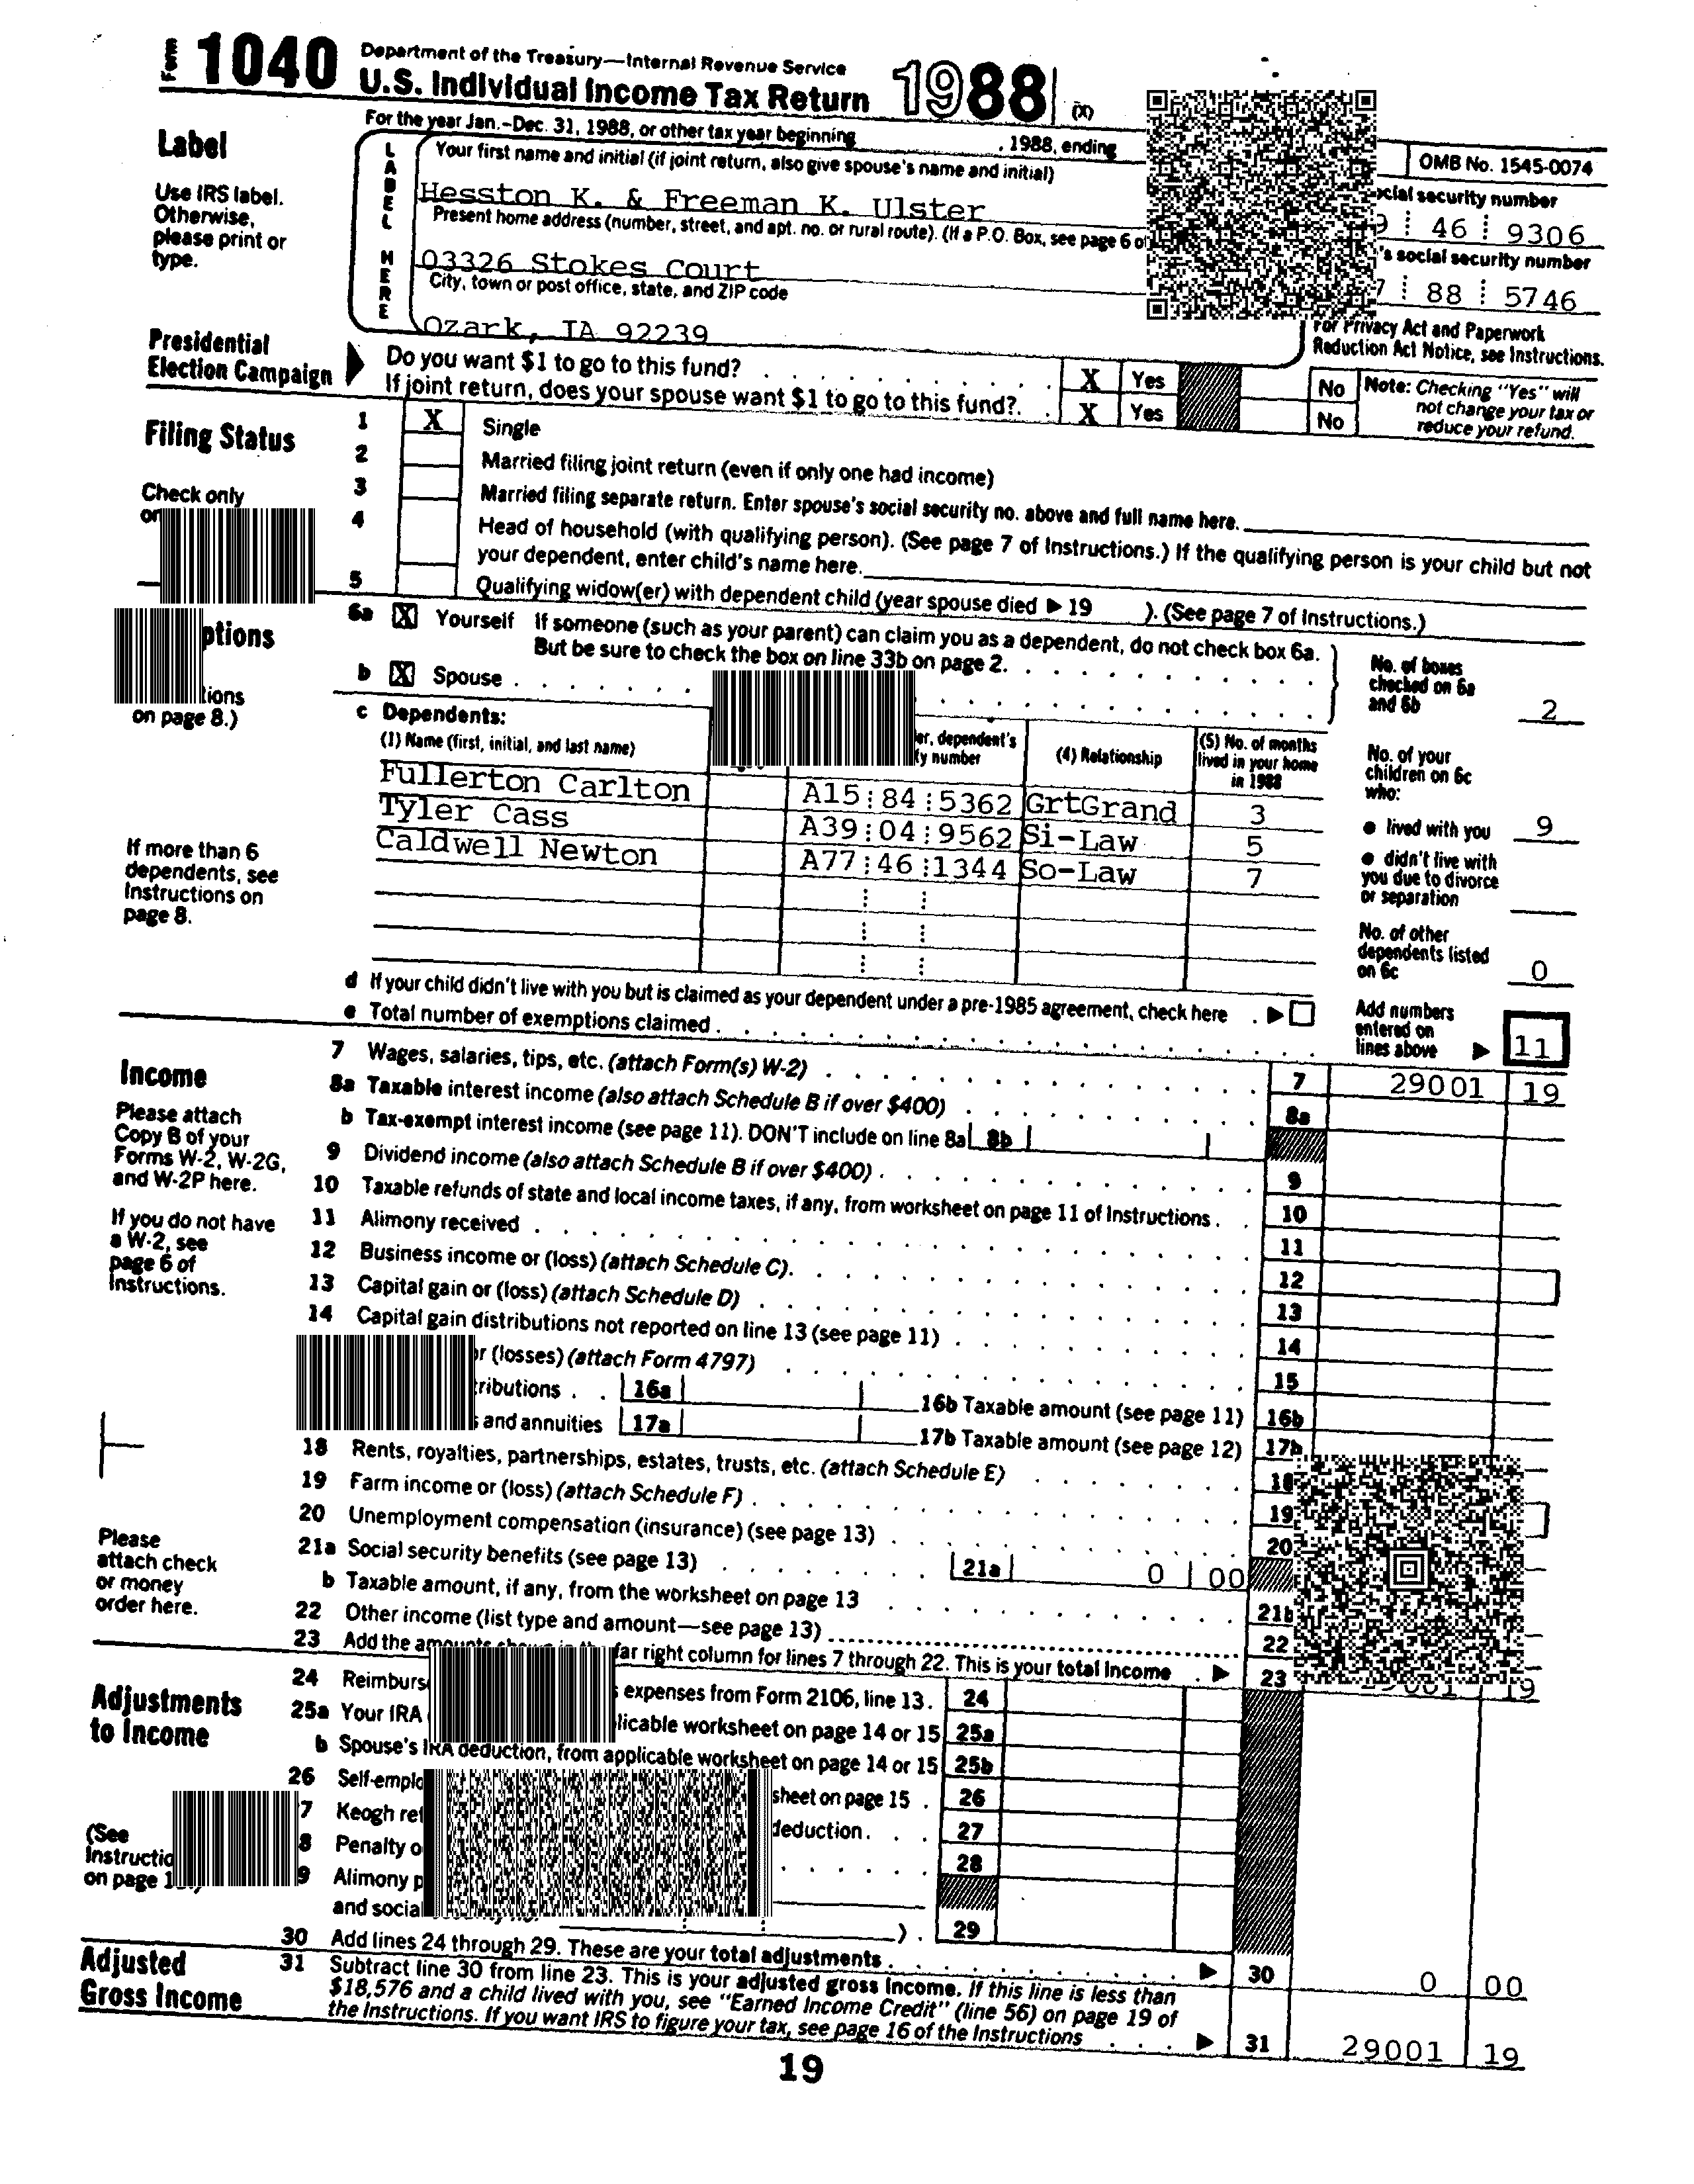 Form 1040 Department of the Treasury—Internal Revenue Service
U.S. Individual Income Tax Return 1988 (X)
For the year Jan.–Dec. 31, 1988, or other tax year beginning , 1988, ending
OMB No. 1545-0074
Label
Use IRS label.
Otherwise,
please print or
type.
LABEL HERE
Your first name and initial (if joint return, also give spouse's name and initial)
Hesston K. & Freeman K. Ulster
social security number
46 9306
Present home address (number, street, and apt. no. or rural route). (If a P.O. Box, see page 6 of
03326 Stokes Court
's social security number
88 5746
City, town or post office, state, and ZIP code
Ozark, IA 92239
For Privacy Act and Paperwork
Reduction Act Notice, see Instructions.
Presidential
Election Campaign
Do you want $1 to go to this fund? X Yes No
If joint return, does your spouse want $1 to go to this fund? X Yes No
Note: Checking "Yes" will
not change your tax or
reduce your refund.
Filing Status
Check only
1 X Single
2 Married filing joint return (even if only one had income)
3 Married filing separate return. Enter spouse's social security no. above and full name here.
4 Head of household (with qualifying person). (See page 7 of Instructions.) If the qualifying person is your child but not
your dependent, enter child's name here.
5 Qualifying widow(er) with dependent child (year spouse died ▶ 19 ). (See page 7 of Instructions.)
ptions
tions
on page 8.)
6a X Yourself If someone (such as your parent) can claim you as a dependent, do not check box 6a.
But be sure to check the box on line 33b on page 2.
b X Spouse
No. of boxes
checked on 6a
and 6b 2
c Dependents:
(1) Name (first, initial, and last name)
er, dependent's
ty number
(4) Relationship
(5) No. of months
lived in your home
in 1988
Fullerton Carlton A15 84 5362 GrtGrand 3
Tyler Cass A39 04 9562 Si-Law 5
Caldwell Newton A77 46 1344 So-Law 7
No. of your
children on 6c
who:
● lived with you 9
● didn't live with
you due to divorce
or separation
No. of other
dependents listed
on 6c 0
If more than 6
dependents, see
Instructions on
page 8.
d If your child didn't live with you but is claimed as your dependent under a pre-1985 agreement, check here ▶
e Total number of exemptions claimed
Add numbers
entered on
lines above ▶ 11
Income
Please attach
Copy B of your
Forms W-2, W-2G,
and W-2P here.
If you do not have
a W-2, see
page 6 of
Instructions.
Please
attach check
or money
order here.
7 Wages, salaries, tips, etc. (attach Form(s) W-2) 7 29001 19
8a Taxable interest income (also attach Schedule B if over $400) 8a
b Tax-exempt interest income (see page 11). DON'T include on line 8a 8b
9 Dividend income (also attach Schedule B if over $400) 9
10 Taxable refunds of state and local income taxes, if any, from worksheet on page 11 of Instructions 10
11 Alimony received 11
12 Business income or (loss) (attach Schedule C) 12
13 Capital gain or (loss) (attach Schedule D) 13
14 Capital gain distributions not reported on line 13 (see page 11) 14
or (losses) (attach Form 4797) 15
tributions 16a 16b Taxable amount (see page 11) 16b
and annuities 17a 17b Taxable amount (see page 12) 17b
18 Rents, royalties, partnerships, estates, trusts, etc. (attach Schedule E) 18
19 Farm income or (loss) (attach Schedule F) 19
20 Unemployment compensation (insurance) (see page 13) 20
21a Social security benefits (see page 13) 21a 0 00
b Taxable amount, if any, from the worksheet on page 13 21b
22 Other income (list type and amount—see page 13) 22
23 Add the amounts shown in the far right column for lines 7 through 22. This is your total income ▶ 23 29001 19
Adjustments
to Income
(See
Instructio
on page
24 Reimburs expenses from Form 2106, line 13. 24
25a Your IRA licable worksheet on page 14 or 15 25a
b Spouse's IRA deduction, from applicable worksheet on page 14 or 15 25b
26 Self-emplo sheet on page 15 26
7 Keogh ret deduction 27
8 Penalty o 28
9 Alimony p
and social ) 29
30 Add lines 24 through 29. These are your total adjustments ▶ 30 0 00
Adjusted
Gross Income
31 Subtract line 30 from line 23. This is your adjusted gross income. If this line is less than
$18,576 and a child lived with you, see "Earned Income Credit" (line 56) on page 19 of
the Instructions. If you want IRS to figure your tax, see page 16 of the Instructions ▶ 31 29001 19
19